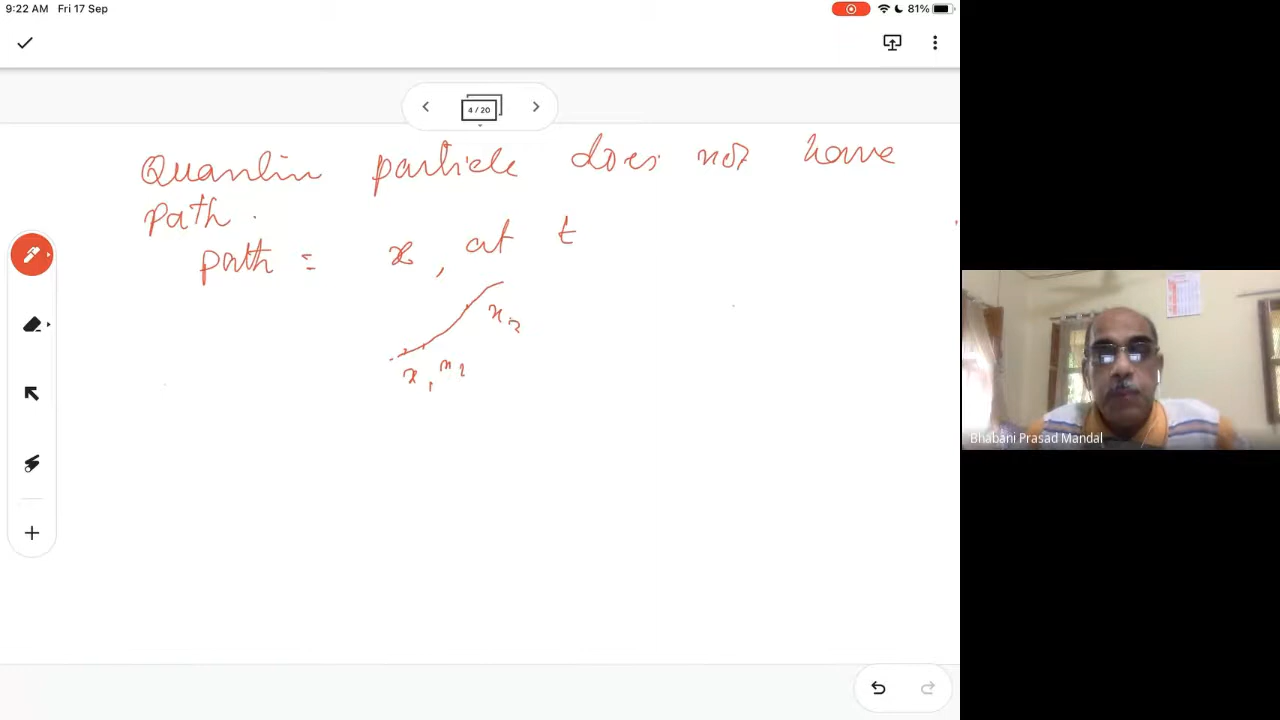 9:22 AM Fri 17 Sep
81%
4 / 20
Quantum particle does not have
path.
path = x, at t
x1 x2
x3
Bhabani Prasad Mandal